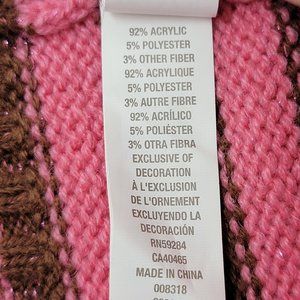 92% ACRYLIC
5% POLYESTER
3% OTHER FIBER
92% ACRYLIQUE
5% POLYESTER
3% AUTRE FIBRE
92% ACRÍLICO
5% POLIÉSTER
3% OTRA FIBRA
EXCLUSIVE OF
DECORATION
À L'EXCLUSION
DE L'ORNEMENT
EXCLUYENDO LA
DECORACIÓN
RN59284
CA40465
MADE IN CHINA
008318